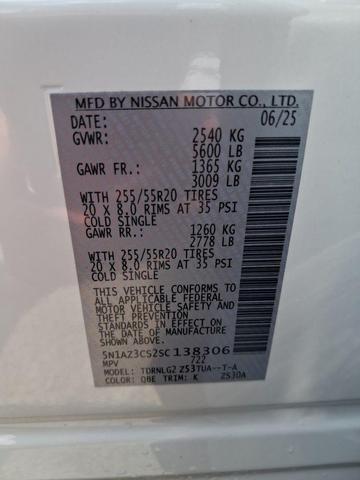 MFD BY NISSAN MOTOR CO., LTD.
DATE: 06/25
GVWR: 2540 KG
5600 LB
GAWR FR.: 1365 KG
3009 LB
WITH 255/55R20 TIRES
20 X 8.0 RIMS AT 35 PSI
COLD SINGLE
GAWR RR.: 1260 KG
2778 LB
WITH 255/55R20 TIRES
20 X 8.0 RIMS AT 35 PSI
COLD SINGLE
THIS VEHICLE CONFORMS TO
ALL APPLICABLE FEDERAL
MOTOR VEHICLE SAFETY AND
THEFT PREVENTION
STANDARDS IN EFFECT ON
THE DATE OF MANUFACTURE
SHOWN ABOVE.
5N1AZ3CS2SC138306
MPV 722
MODEL: TDRNLG2 Z53TUA--T-A
COLOR: QBE TRIM: K Z530A